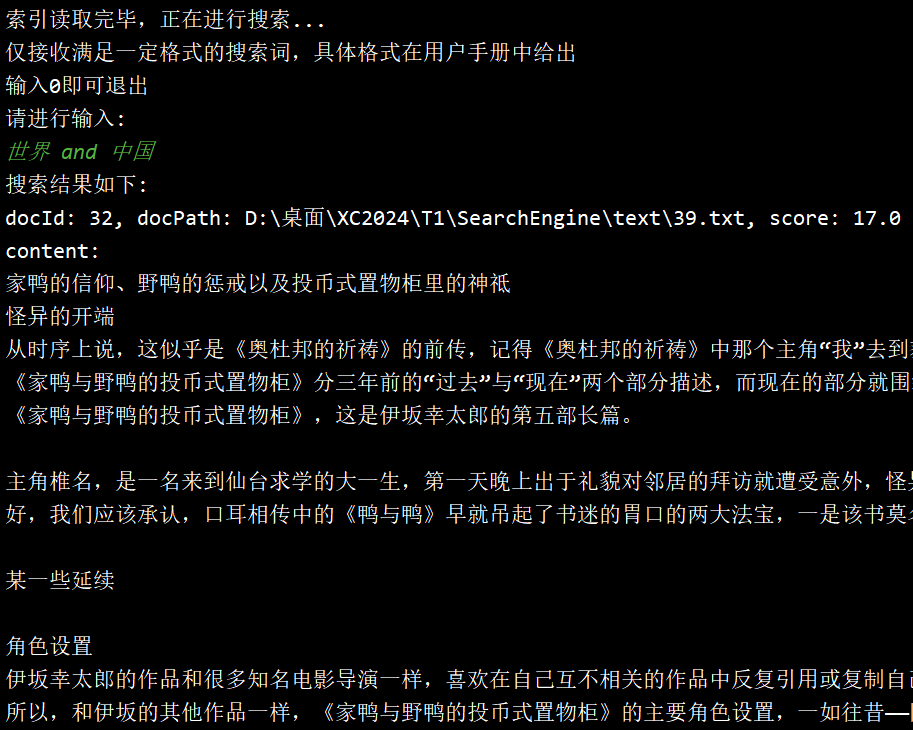 索引读取完毕，正在进行搜索...
仅接收满足一定格式的搜索词，具体格式在用户手册中给出
输入0即可退出
请进行输入:
世界 and 中国
搜索结果如下:
docId: 32, docPath: D:\桌面\XC2024\T1\SearchEngine\text\39.txt, score: 17.0
content:
家鸭的信仰、野鸭的惩戒以及投币式置物柜里的神祇
怪异的开端
从时序上说，这似乎是《奥杜邦的祈祷》的前传，记得《奥杜邦的祈祷》中那个主角“我”去到
《家鸭与野鸭的投币式置物柜》分三年前的“过去”与“现在”两个部分描述，而现在的部分就围
《家鸭与野鸭的投币式置物柜》，这是伊坂幸太郎的第五部长篇。
主角椎名，是一名来到仙台求学的大一生，第一天晚上出于礼貌对邻居的拜访就遭受意外，怪
好，我们应该承认，口耳相传中的《鸭与鸭》早就吊起了书迷的胃口的两大法宝，一是该书莫
某一些延续
角色设置
伊坂幸太郎的作品和很多知名电影导演一样，喜欢在自己互不相关的作品中反复引用或复制自
所以，和伊坂的其他作品一样，《家鸭与野鸭的投币式置物柜》的主要角色设置，一如往昔——